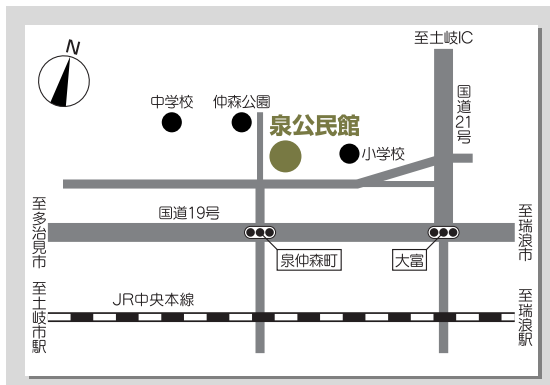 N
至土岐IC
中学校
仲森公園
国道21号
泉公民館
小学校
国道19号
至多治見市
至瑞浪市
泉仲森町
大富
JR中央本線
至土岐市駅
至瑞浪駅